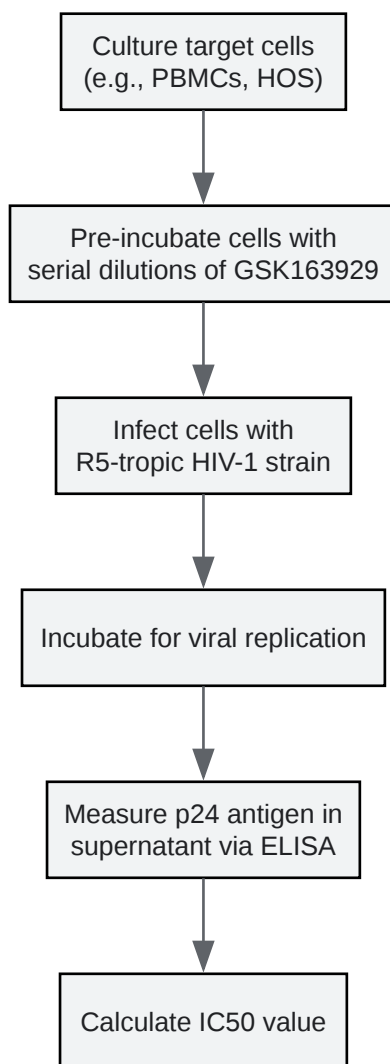 Culture target cells
(e.g., PBMCs, HOS)
Pre-incubate cells with
serial dilutions of GSK163929
Infect cells with
R5-tropic HIV-1 strain
Incubate for viral replication
Measure p24 antigen in
supernatant via ELISA
Calculate IC50 value